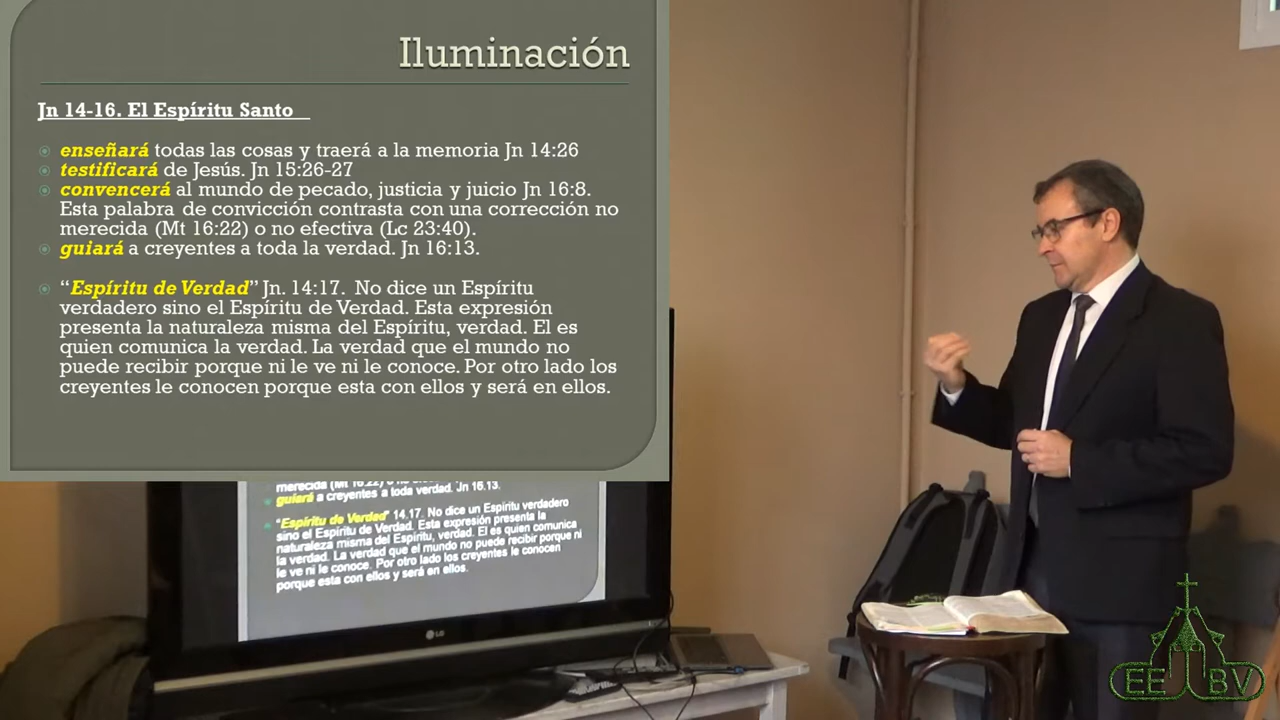 Iluminación
Jn 14-16. El Espíritu Santo
enseñará todas las cosas y traerá a la memoria Jn 14:26
testificará de Jesús. Jn 15:26-27
convencerá al mundo de pecado, justicia y juicio Jn 16:8.
Esta palabra de convicción contrasta con una corrección no
merecida (Mt 16:22) o no efectiva (Lc 23:40).
guiará a creyentes a toda la verdad. Jn 16:13.
“Espíritu de Verdad” Jn. 14:17. No dice un Espíritu
verdadero sino el Espíritu de Verdad. Esta expresión
presenta la naturaleza misma del Espíritu, verdad. El es
quien comunica la verdad. La verdad que el mundo no
puede recibir porque ni le ve ni le conoce. Por otro lado los
creyentes le conocen porque esta con ellos y será en ellos.
merecida (Mt 16:22) o no
guiará a creyentes a toda la verdad. Jn 16.13.
“Espíritu de Verdad” 14.17. No dice un Espíritu verdadero
sino el Espíritu de Verdad. Esta expresión presenta la
naturaleza misma del Espíritu, verdad. El es quien comunica
la verdad. La verdad que el mundo no puede recibir porque ni
le ve ni le conoce. Por otro lado los creyentes le conocen
porque esta con ellos y será en ellos.
LG
EE BV